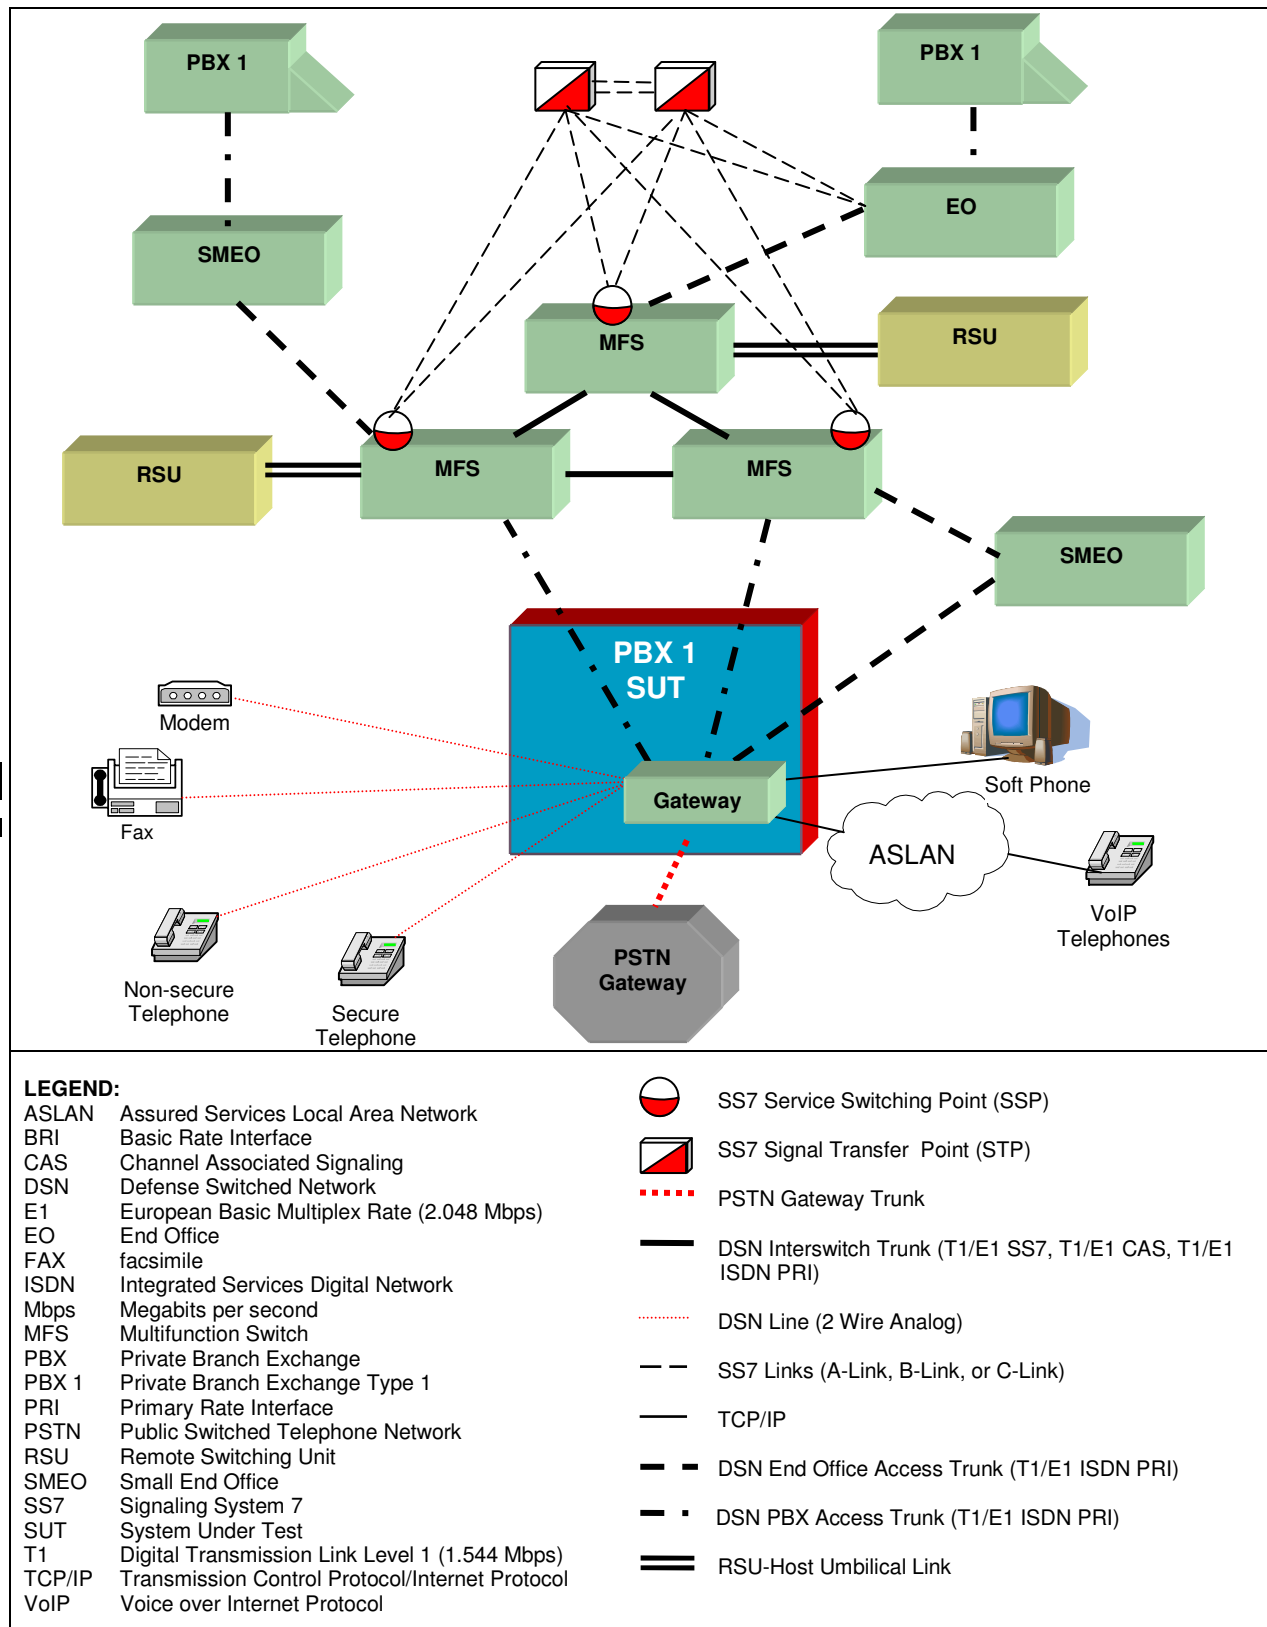 PBX 1
PBX 1
EO
SMEO
MFS
RSU
MFS
MFS
RSU
SMEO
PBX 1
SUT
Modem
Gateway
Soft Phone
Fax
ASLAN
VoIP
Telephones
PSTN
Gateway
Non-secure
Telephone
Secure
Telephone
LEGEND:
ASLAN Assured Services Local Area Network
BRI Basic Rate Interface
CAS Channel Associated Signaling
DSN Defense Switched Network
E1 European Basic Multiplex Rate (2.048 Mbps)
EO End Office
FAX facsimile
ISDN Integrated Services Digital Network
Mbps Megabits per second
MFS Multifunction Switch
PBX Private Branch Exchange
PBX 1 Private Branch Exchange Type 1
PRI Primary Rate Interface
PSTN Public Switched Telephone Network
RSU Remote Switching Unit
SMEO Small End Office
SS7 Signaling System 7
SUT System Under Test
T1 Digital Transmission Link Level 1 (1.544 Mbps)
TCP/IP Transmission Control Protocol/Internet Protocol
VoIP Voice over Internet Protocol
SS7 Service Switching Point (SSP)
SS7 Signal Transfer Point (STP)
PSTN Gateway Trunk
DSN Interswitch Trunk (T1/E1 SS7, T1/E1 CAS, T1/E1
ISDN PRI)
DSN Line (2 Wire Analog)
SS7 Links (A-Link, B-Link, or C-Link)
TCP/IP
DSN End Office Access Trunk (T1/E1 ISDN PRI)
DSN PBX Access Trunk (T1/E1 ISDN PRI)
RSU-Host Umbilical Link